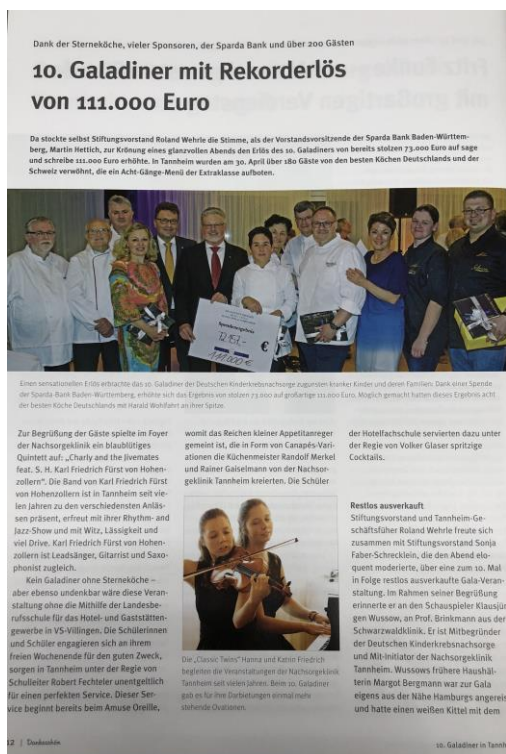 Dank der Sterneköche, vieler Sponsoren, der Sparda Bank und über 200 Gästen
10. Galadiner mit Rekorderlös
von 111.000 Euro
Da stockte selbst Stiftungsvorstand Roland Wehrle die Stimme, als der Vorstandsvorsitzende der Sparda Bank Baden-Württem-
berg, Martin Hettich, zur Krönung eines glanzvollen Abends den Erlös des 10. Galadiners von bereits stolzen 73.000 Euro auf sage
und schreibe 111.000 Euro erhöhte. In Tannheim wurden am 30. April über 180 Gäste von den besten Köchen Deutschlands und der
Schweiz verwöhnt, die ein Acht-Gänge-Menü der Extraklasse aufboten.
Spendenergebnis
€
111000 €
Einen sensationellen Erlös erbrachte das 10. Galadiner der Deutschen Kinderkrebsnachsorge zugunsten kranker Kinder und deren Familien: Dank einer Spende
der Sparda-Bank Baden-Württemberg, erhöhte sich das Ergebnis von stolzen 73.000 auf großartige 111.000 Euro. Möglich gemacht hatten dieses Ergebnis acht
der besten Köche Deutschlands mit Harald Wohlfahrt an ihrer Spitze.
Zur Begrüßung der Gäste spielte im Foyer
der Nachsorgeklinik ein blaublütiges
Quintett auf: „Charly and the Jivemates
feat. S. H. Karl Friedrich Fürst von Hohen-
zollern“. Die Band von Karl Friedrich Fürst
von Hohenzollern ist in Tannheim seit vie-
len Jahren zu den verschiedensten Anläs-
sen präsent, erfreut mit ihrer Rhythm- and
Jazz-Show und mit Witz, Lässigkeit und
viel Drive. Karl Friedrich Fürst von Hohen-
zollern ist Leadsänger, Gitarrist und Saxo-
phonist zugleich.
Kein Galadiner ohne Sterneköche –
aber ebenso undenkbar wäre diese Veran-
staltung ohne die Mithilfe der Landesbe-
rufsschule für das Hotel- und Gaststätten-
gewerbe in VS-Villingen. Die Schülerinnen
und Schüler engagieren sich an ihrem
freien Wochenende für den guten Zweck,
sorgen in Tannheim unter der Regie von
Schulleiter Robert Fechteler unentgeltlich
für einen perfekten Service. Dieser Ser-
vice beginnt bereits beim Amuse Oreille,
womit das Reichen kleiner Appetitanreger
gemeint ist, die in Form von Canapés-Vari-
ationen die Küchenmeister Randolf Merkel
und Rainer Gaiselmann von der Nachsor-
geklinik Tannheim kreierten. Die Schüler
Die „Classic Twins“ Hanna und Katrin Friedrich
begleiten die Veranstaltungen der Nachsorgeklinik
Tannheim seit vielen Jahren. Beim 10. Galadiner
gab es für ihre Darbietungen einmal mehr
stehende Ovationen.
der Hotelfachschule servierten dazu unter
der Regie von Volker Glaser spritzige
Cocktails.
Restlos ausverkauft
Stiftungsvorstand und Tannheim-Ge-
schäftsführer Roland Wehrle freute sich
zusammen mit Stiftungsvorstand Sonja
Faber-Schrecklein, die den Abend elo-
quent moderierte, über eine zum 10. Mal
in Folge restlos ausverkaufte Gala-Veran-
staltung. Im Rahmen seiner Begrüßung
erinnerte er an den Schauspieler Klausjür
gen Wussow, an Prof. Brinkmann aus der
Schwarzwaldklinik. Er ist Mitbegründer
der Deutschen Kinderkrebsnachsorge
und Mit-Initiator der Nachsorgeklinik
Tannheim. Wussows frühere Haushäl-
terin Margot Bergmann war zur Gala
eigens aus der Nähe Hamburgs angereis
und hatte einen weißen Kittel mit dem
12 | Dankeschön
10. Galadiner in Tannh